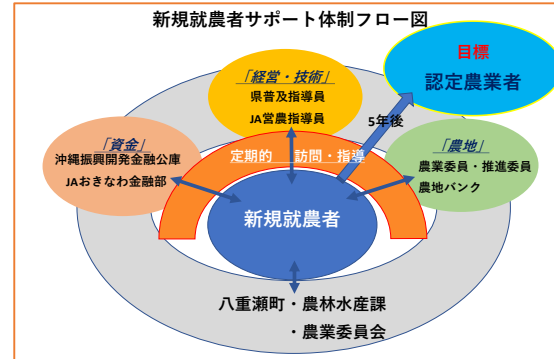 新規就農者サポート体制フロー図
目標
認定農業者
「経営・技術」
県普及指導員
JA営農指導員
5年後
「資金」
沖縄振興開発金融公庫
JAおきなわ金融部
定期的 訪問・指導
「農地」
農業委員・推進委員
農地バンク
新規就農者
八重瀬町・農林水産課
・農業委員会